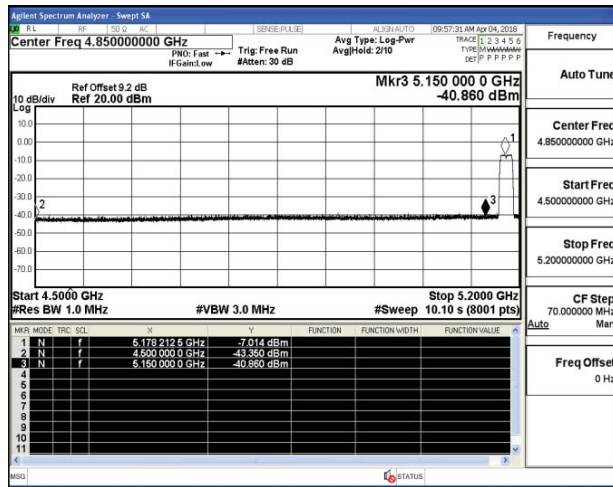 Agilent Spectrum Analyzer - Swept SA
RL RF 50 Ω AC SENSE:PULSE ALIGNAUTO 09:57:31 AM Apr 04, 2018
Center Freq 4.850000000 GHz
PNO: Fast
IFGain:Low
Trig: Free Run
#Atten: 30 dB
Avg Type: Log-Pwr
Avg|Hold: 2/10
TRACE 1 2 3 4 5 6
TYPE MWWWWW
DET P P P P P P
Frequency
Auto Tune
Ref Offset 9.2 dB
Ref 20.00 dBm
Mkr3 5.150 000 0 GHz
-40.860 dBm
10 dB/div
Log
10.0
0.00
-10.0
-20.0
-30.0
-40.0
-50.0
-60.0
-70.0
1
2
3
Start 4.5000 GHz
Stop 5.2000 GHz
#Res BW 1.0 MHz
#VBW 3.0 MHz
#Sweep 10.10 s (8001 pts)
Center Freq
4.850000000 GHz
Start Freq
4.500000000 GHz
Stop Freq
5.200000000 GHz
CF Step
70.000000 MHz
Auto Man
Freq Offset
0 Hz
MKR MODE TRC SCL X Y FUNCTION FUNCTION WIDTH FUNCTION VALUE
1 N f 5.178 212 5 GHz -7.014 dBm
2 N f 4.500 000 0 GHz -43.350 dBm
3 N f 5.150 000 0 GHz -40.860 dBm
4
5
6
7
8
9
10
11
MSG
STATUS